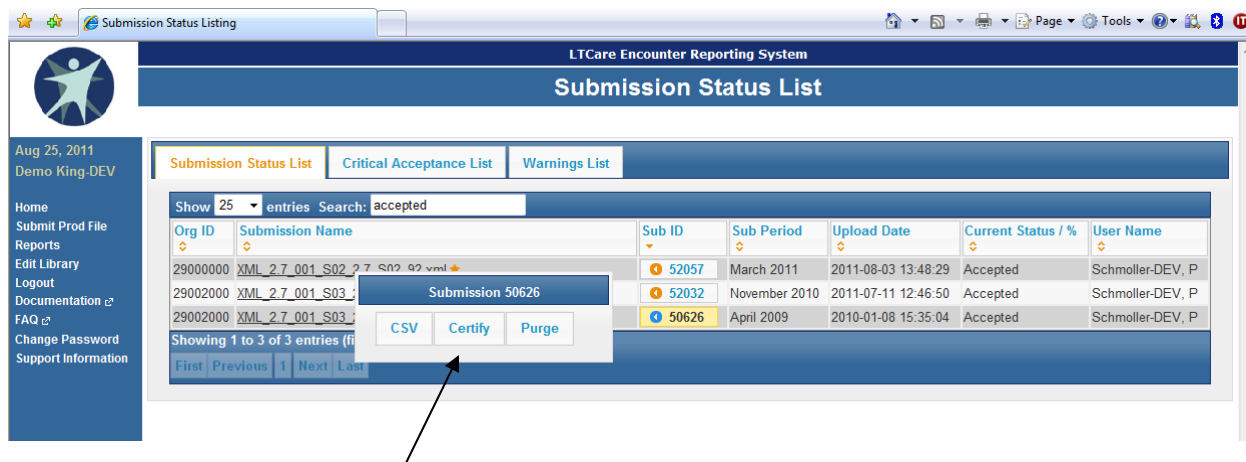 Submission Status Listing
Page Tools
LTCare Encounter Reporting System
Submission Status List
Aug 25, 2011
Demo King-DEV
Home
Submit Prod File
Reports
Edit Library
Logout
Documentation
FAQ
Change Password
Support Information
Submission Status List Critical Acceptance List Warnings List
Show 25 entries Search: accepted
Org ID Submission Name Sub ID Sub Period Upload Date Current Status / % User Name
29000000 XML_2.7_001_S02_2.7_S02_92.xml 52057 March 2011 2011-08-03 13:48:29 Accepted Schmoller-DEV, P
29002000 XML_2.7_001_S03_ 52032 November 2010 2011-07-11 12:46:50 Accepted Schmoller-DEV, P
29002000 XML_2.7_001_S03_ 50626 April 2009 2010-01-08 15:35:04 Accepted Schmoller-DEV, P
Submission 50626
CSV Certify Purge
Showing 1 to 3 of 3 entries (fi
First Previous 1 Next Last